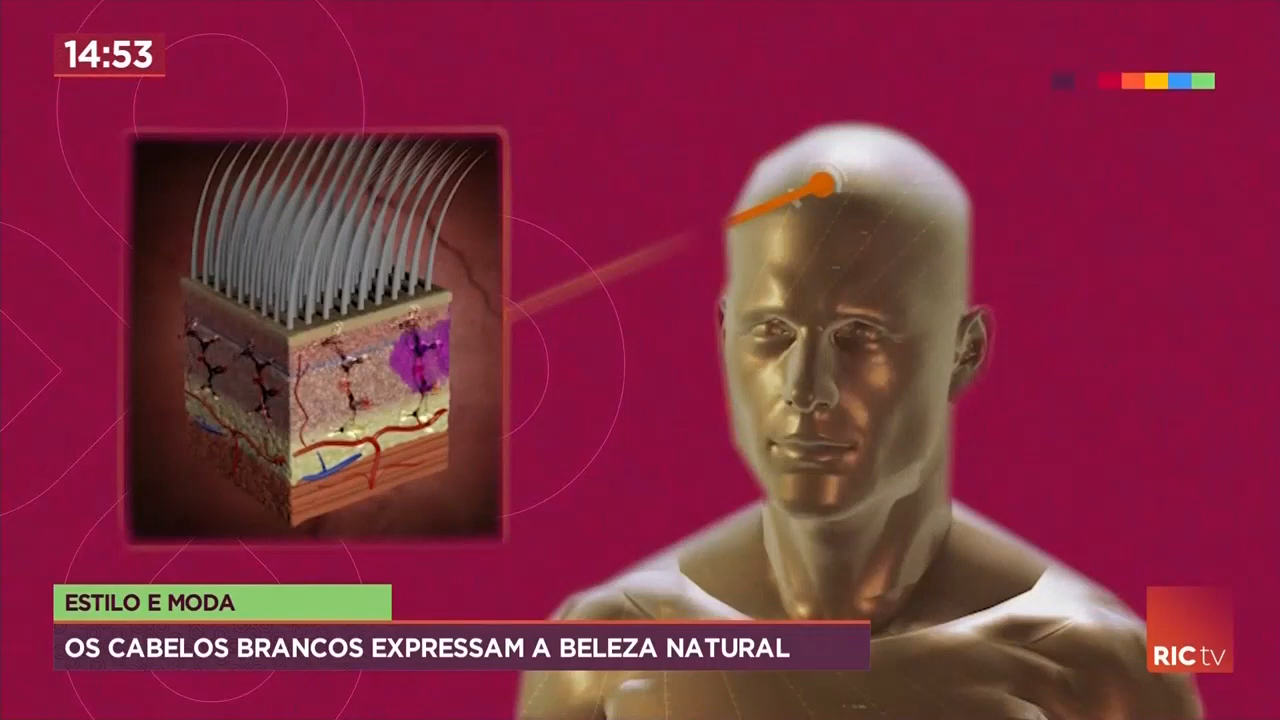 14:53
ESTILO E MODA
OS CABELOS BRANCOS EXPRESSAM A BELEZA NATURAL
RIC tv